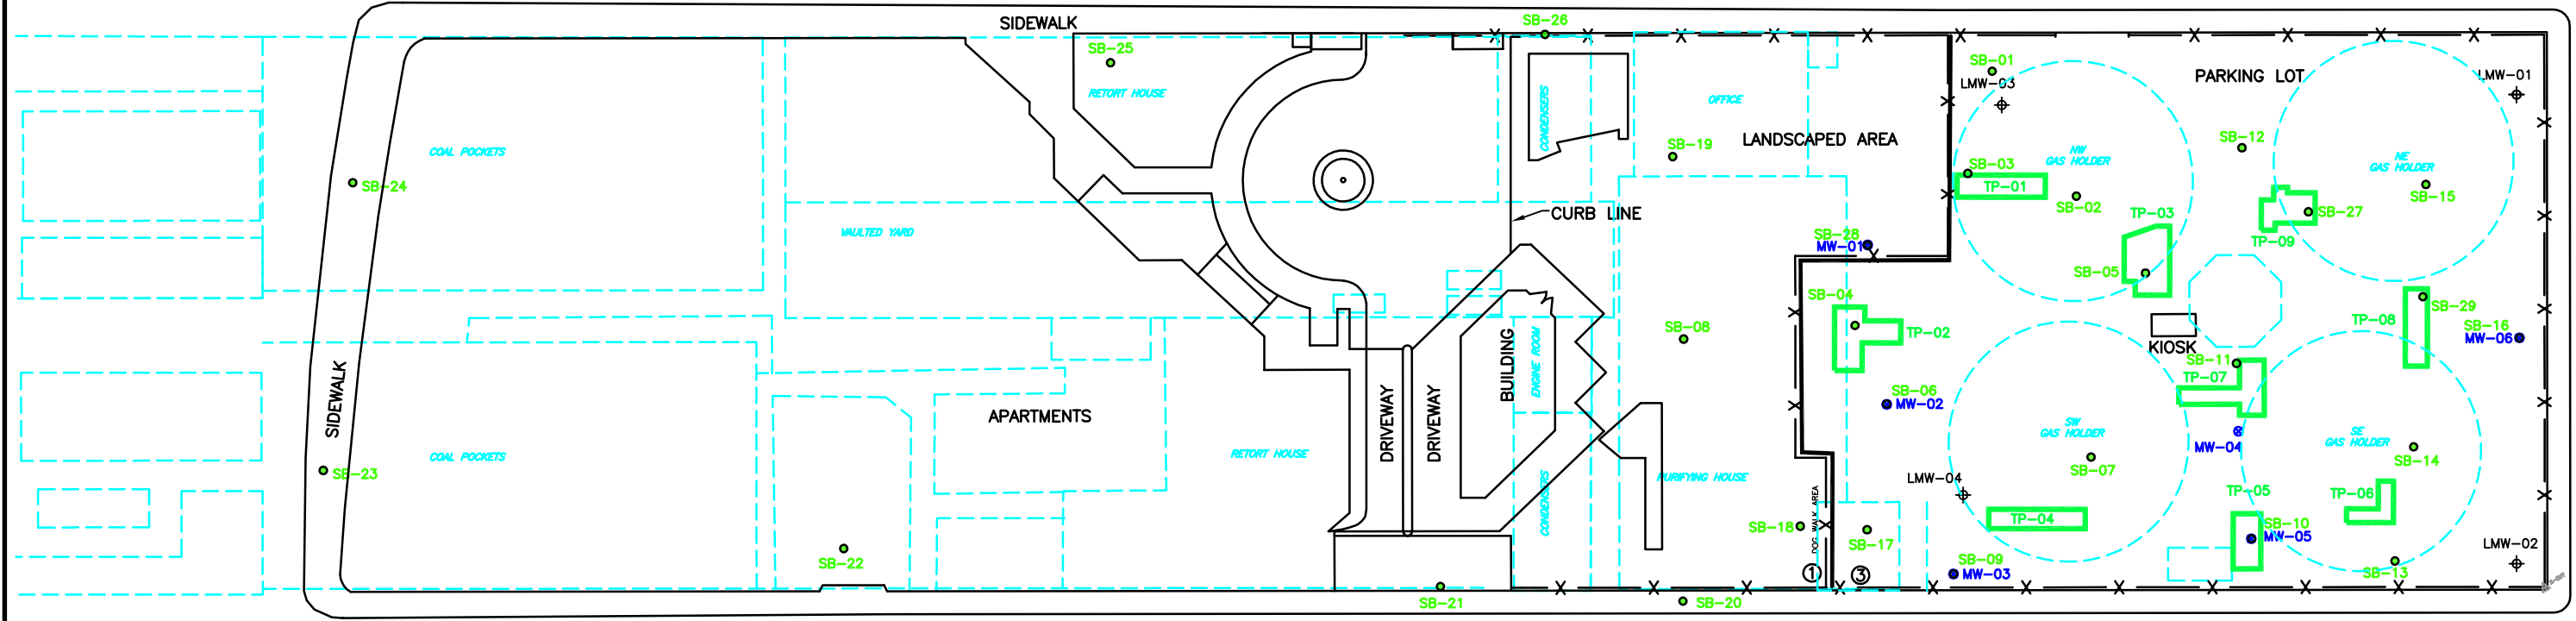 SIDEWALK
SB-26
SB-25
RETORT HOUSE
CONDENSERS
OFFICE
SB-01
LMW-03
PARKING LOT
LMW-01
COAL POCKETS
SB-19
LANDSCAPED AREA
SB-12
NW
GAS HOLDER
NE
GAS HOLDER
SB-03
TP-01
SB-24
SB-02
SB-15
CURB LINE
TP-03
SB-27
VAULTED YARD
SB-28
MW-01
TP-09
SB-05
SB-04
SB-29
TP-02
TP-08
SB-16
MW-06
SB-08
KIOSK
SB-11
TP-07
BUILDING
ENGINE ROOM
SIDEWALK
APARTMENTS
DRIVEWAY
DRIVEWAY
SB-06
MW-02
SW
GAS HOLDER
SE
GAS HOLDER
MW-04
COAL POCKETS
RETORT HOUSE
SB-07
SB-14
SB-23
PURIFYING HOUSE
LMW-04
CONDENSERS
DOG WALK AREA
TP-05
TP-06
TP-04
SB-18
SB-17
SB-10
MW-05
SB-22
LMW-02
SB-09
MW-03
SB-13
1
3
SB-21
SB-20